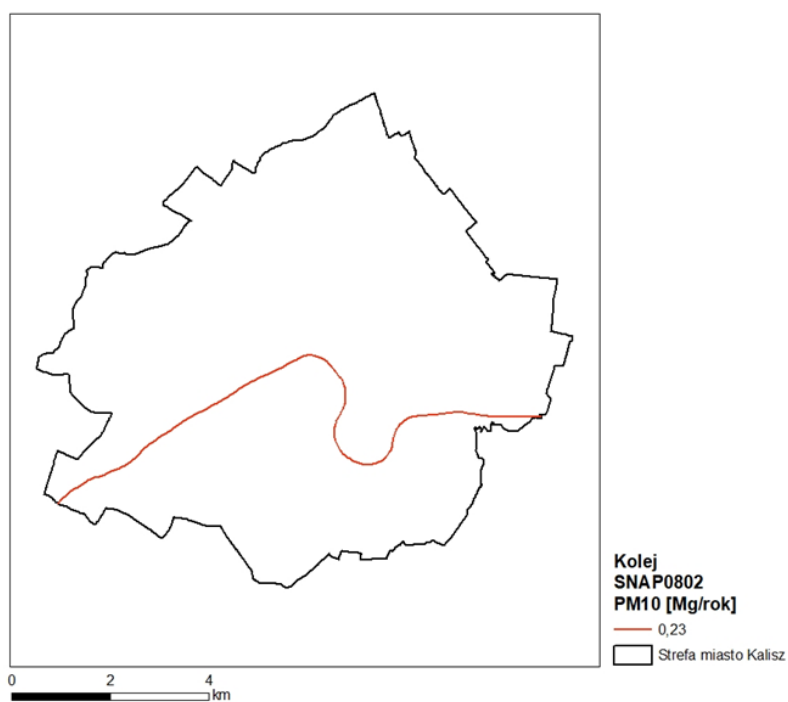 Kolej
SNAP0802
PM10 [Mg/rok]
0,23
Strefa miasto Kalisz
0 2 4
km